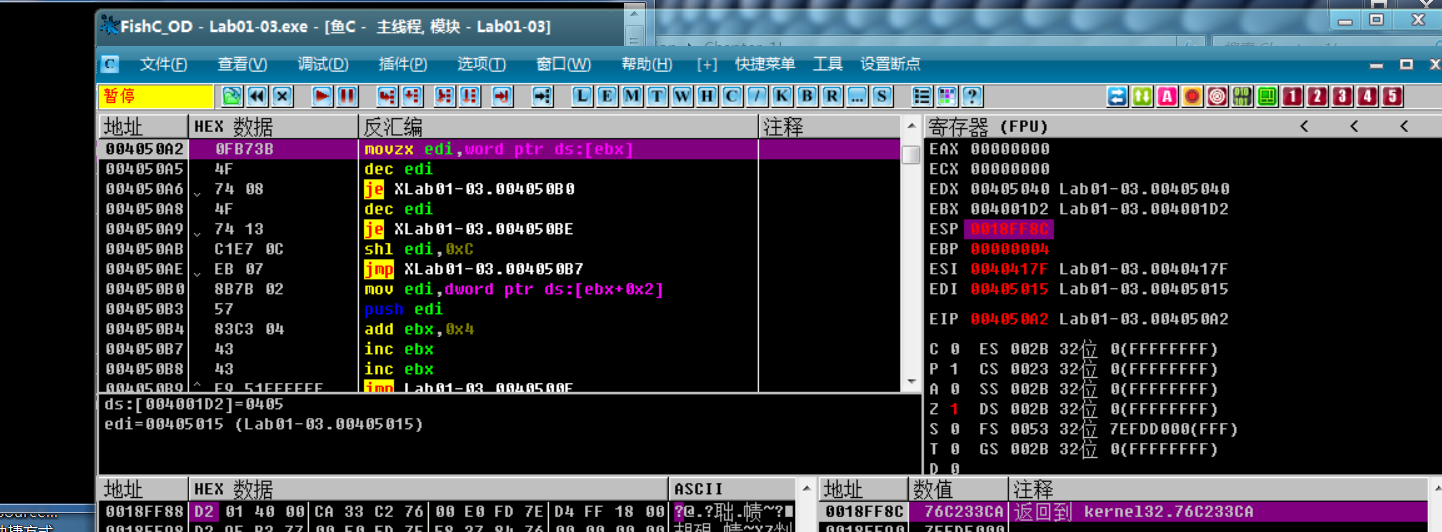 FishC_OD - Lab01-03.exe - [鱼C - 主线程, 模块 - Lab01-03]
C 文件(F) 查看(V) 调试(D) 插件(P) 选项(T) 窗口(W) 帮助(H) [+] 快捷菜单 工具 设置断点
暂停 L E M T W H C / K B R ... S ? A 1 2 3 4 5
地址 HEX 数据 反汇编 注释
004050A2 0FB73B movzx edi,word ptr ds:[ebx]
004050A5 4F dec edi
004050A6 74 08 je XLab01-03.004050B0
004050A8 4F dec edi
004050A9 74 13 je XLab01-03.004050BE
004050AB C1E7 0C shl edi,0xC
004050AE EB 07 jmp XLab01-03.004050B7
004050B0 8B7B 02 mov edi,dword ptr ds:[ebx+0x2]
004050B3 57 push edi
004050B4 83C3 04 add ebx,0x4
004050B7 43 inc ebx
004050B8 43 inc ebx
004050B9 ^ E9 51FFFFFF jmp Lab01-03.0040500F
ds:[004001D2]=0405
edi=00405015 (Lab01-03.00405015)
寄存器 (FPU) < < <
EAX 00000000
ECX 00000000
EDX 00405040 Lab01-03.00405040
EBX 004001D2 Lab01-03.004001D2
ESP 0018FF8C
EBP 00000004
ESI 0040417F Lab01-03.0040417F
EDI 00405015 Lab01-03.00405015
EIP 004050A2 Lab01-03.004050A2
C 0 ES 002B 32位 0(FFFFFFFF)
P 1 CS 0023 32位 0(FFFFFFFF)
A 0 SS 002B 32位 0(FFFFFFFF)
Z 1 DS 002B 32位 0(FFFFFFFF)
S 0 FS 0053 32位 7EFDD000(FFF)
T 0 GS 002B 32位 0(FFFFFFFF)
D 0
地址 HEX 数据 ASCII
0018FF88 D2 01 40 00 CA 33 C2 76 00 E0 FD 7E D4 FF 18 00
地址 数值 注释
0018FF8C 76C233CA 返回到 kernel32.76C233CA